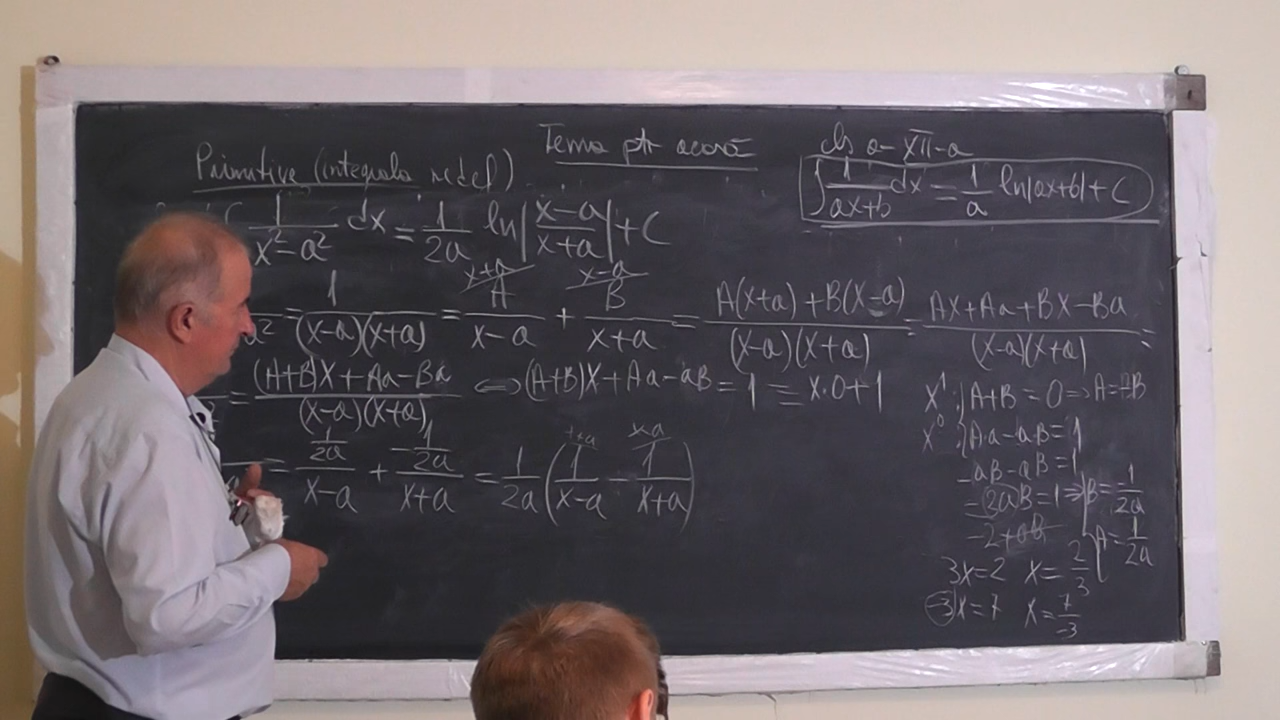 Tema ptr acasă
cls a-XII-a
Primitive (integrala nedef)
∫ 1/(ax+b) dx = 1/a ln|ax+b| + C
1/(x²-a²) dx = 1/2a ln|(x-a)/(x+a)| + C
= 1/((x-a)(x+a)) = A/(x-a) + B/(x+a) = (A(x+a)+B(x-a))/((x-a)(x+a)) = (Ax+Aa+Bx-Ba)/((x-a)(x+a)) =
= ((A+B)x+Aa-Ba)/((x-a)(x+a)) ⇔ (A+B)x+Aa-aB = 1 = x·0+1
= (1/2a)/(x-a) + (-1/2a)/(x+a) = 1/2a (1/(x-a) - 1/(x+a))
x¹: A+B = 0 ⇒ A=-B
x⁰: A·a-aB=1
-aB-aB=1
-2aB=1 ⇒ B=-1/2a
A=1/2a
3x=2 x=2/3
-3x=7 x=7/-3